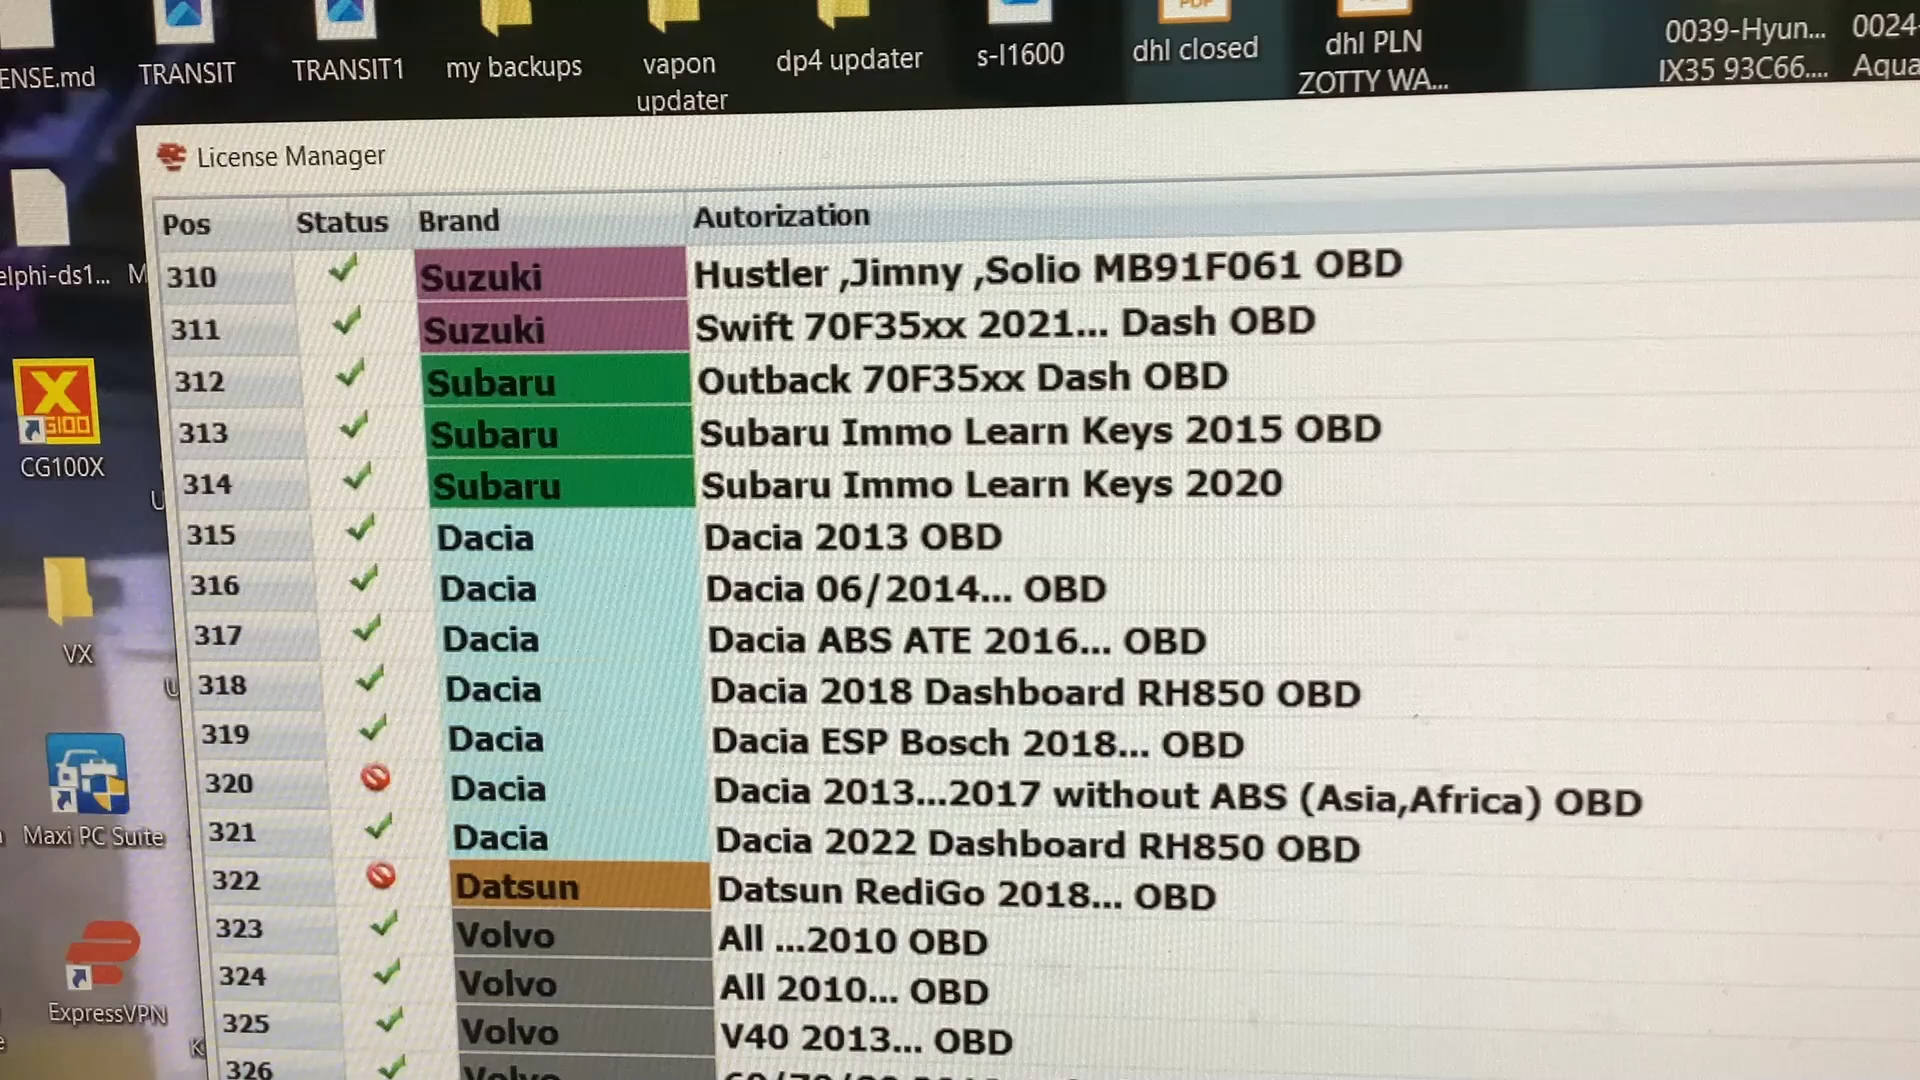 ENSE.md
TRANSIT
TRANSIT1
my backups
vapon
updater
dp4 updater
s-I1600
dhl closed
dhl PLN
ZOTTY WA...
0039-Hyun...
IX35 93C66....
0024-
Aqua
License Manager
Pos Status Brand Autorization
310 Suzuki Hustler ,Jimny ,Solio MB91F061 OBD
311 Suzuki Swift 70F35xx 2021... Dash OBD
312 Subaru Outback 70F35xx Dash OBD
313 Subaru Subaru Immo Learn Keys 2015 OBD
314 Subaru Subaru Immo Learn Keys 2020
315 Dacia Dacia 2013 OBD
316 Dacia Dacia 06/2014... OBD
317 Dacia Dacia ABS ATE 2016... OBD
318 Dacia Dacia 2018 Dashboard RH850 OBD
319 Dacia Dacia ESP Bosch 2018... OBD
320 Dacia Dacia 2013...2017 without ABS (Asia,Africa) OBD
321 Dacia Dacia 2022 Dashboard RH850 OBD
322 Datsun Datsun RediGo 2018... OBD
323 Volvo All ...2010 OBD
324 Volvo All 2010... OBD
325 Volvo V40 2013... OBD
326 Volvo
elphi-ds1...
M
X
G100
CG100X
U
VX
U
Maxi PC Suite
ExpressVPN
K